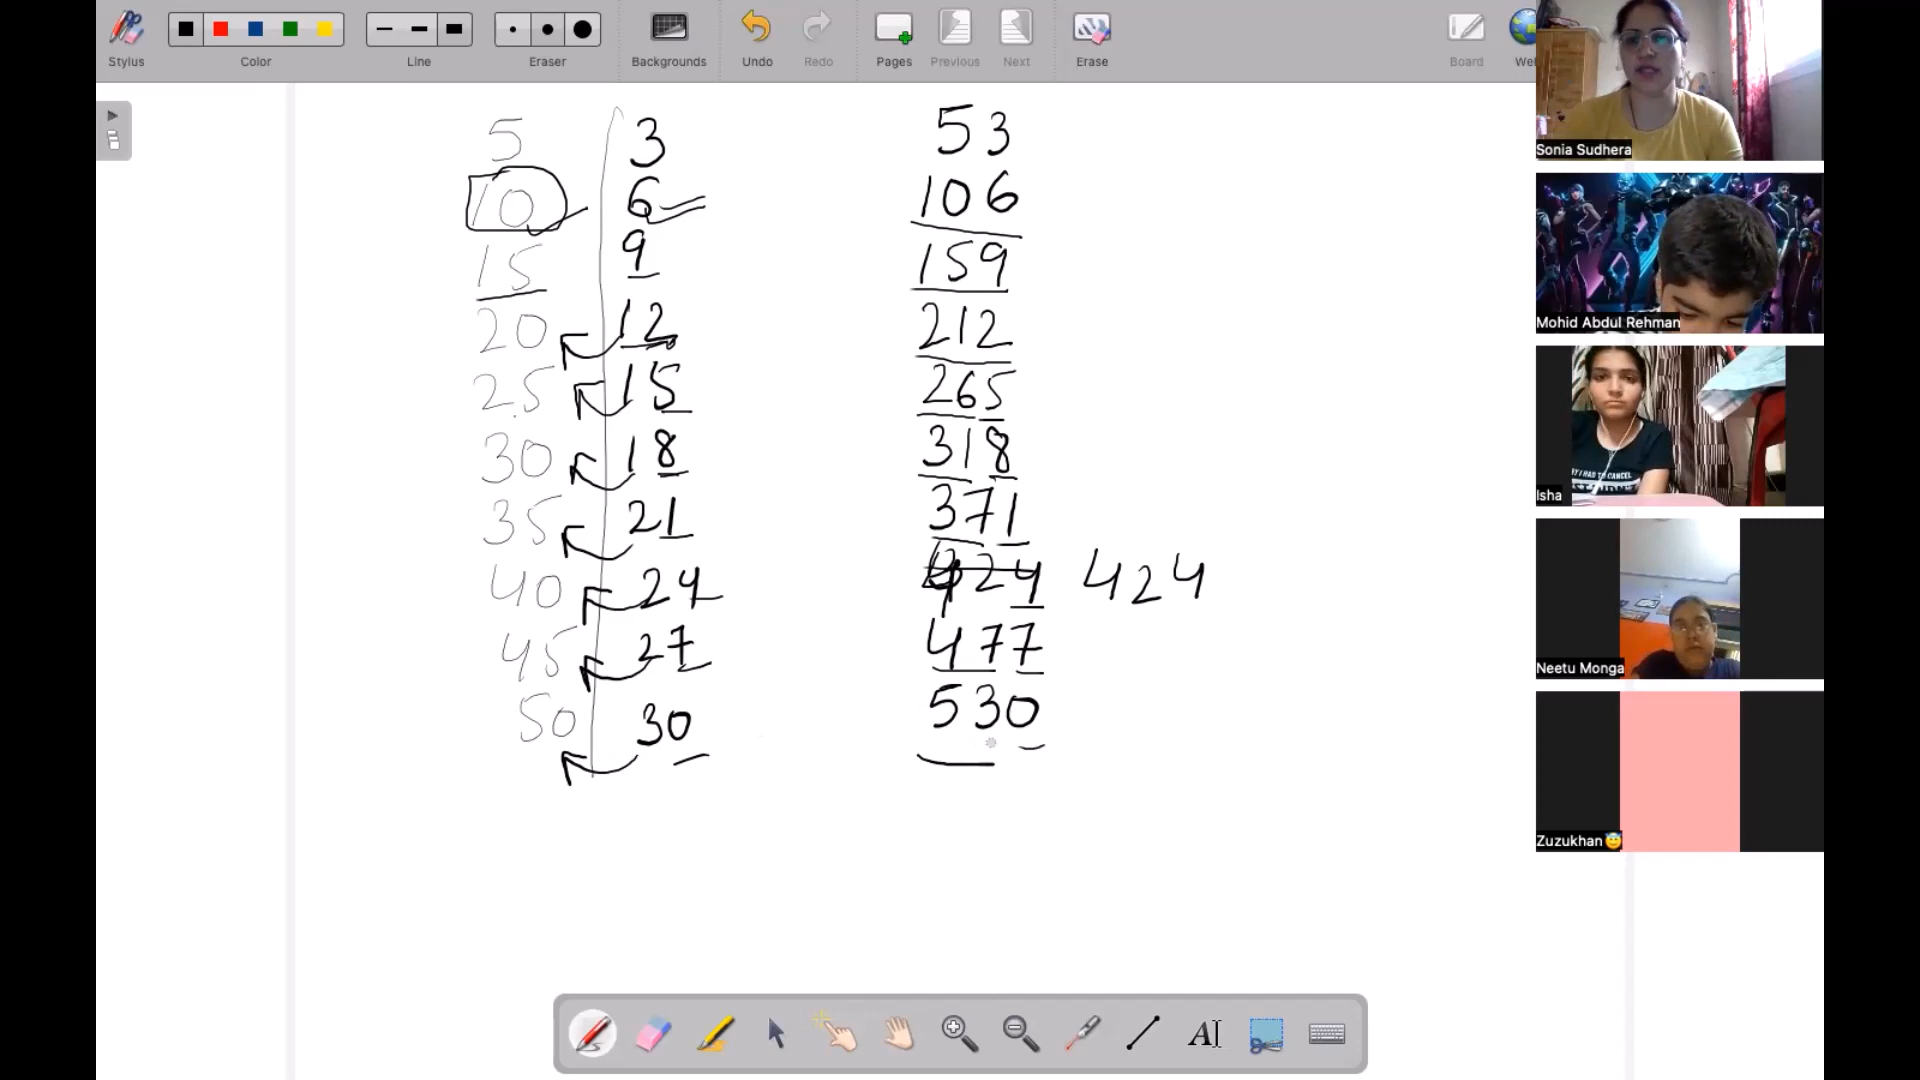 Stylus Color Line Eraser Backgrounds Undo Redo Pages Previous Next Erase Board
5 3 53
10 6 106
15 9 159
20 12 212
25 15 265
30 18 318
35 21 371
40 24 424 424
45 27 477
50 30 530
Sonia Sudhera
Mohid Abdul Rehman
Isha
Neetu Monga
Zuzukhan😇